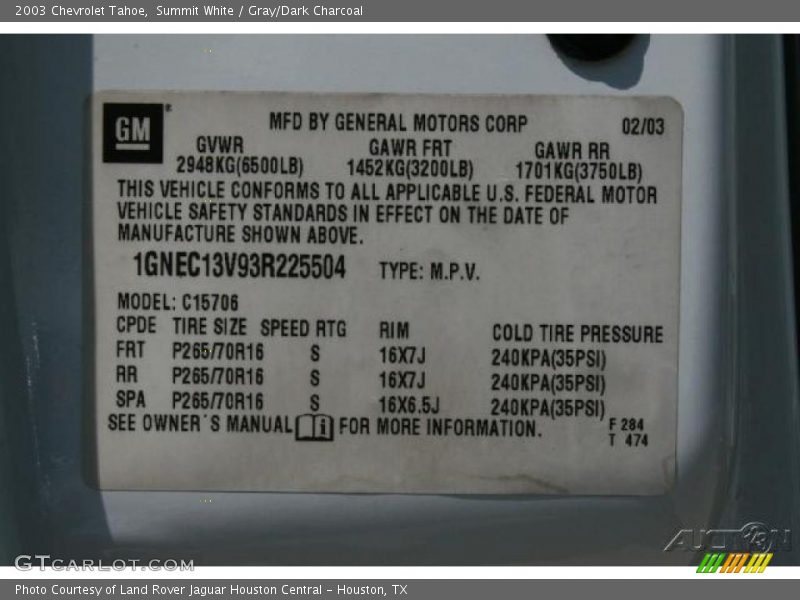 2003 Chevrolet Tahoe,  Summit White / Gray/Dark Charcoal
GM®
MFD BY GENERAL MOTORS CORP
02/03
GVWR GAWR FRT GAWR RR
2948KG(6500LB) 1452KG(3200LB) 1701KG(3750LB)
THIS VEHICLE CONFORMS TO ALL APPLICABLE U.S. FEDERAL MOTOR
VEHICLE SAFETY STANDARDS IN EFFECT ON THE DATE OF
MANUFACTURE SHOWN ABOVE.
1GNEC13V93R225504 TYPE: M.P.V.
MODEL: C15706
CPDE TIRE SIZE SPEED RTG RIM COLD TIRE PRESSURE
FRT P265/70R16 S 16X7J 240KPA(35PSI)
RR P265/70R16 S 16X7J 240KPA(35PSI)
SPA P265/70R16 S 16X6.5J 240KPA(35PSI)
SEE OWNER'S MANUAL i FOR MORE INFORMATION.
F 284
T 474
GTCARLOT.COM
AUCTION123
Photo Courtesy of Land Rover Jaguar Houston Central - Houston, TX